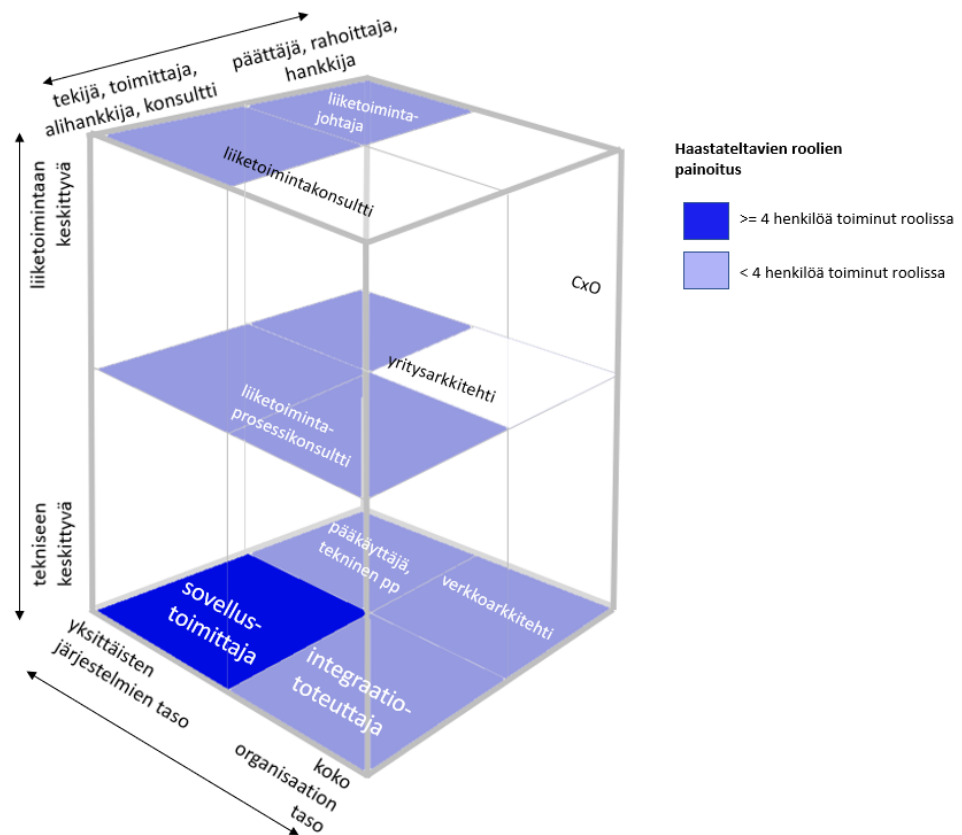 tekijä, toimittaja,
alihankkija, konsultti
päättäjä, rahoittaja,
hankkija
liiketoiminta-
johtaja
liiketoimintakonsultti
liiketoimintaan
keskittyvä
CxO
yritysarkkitehti
liiketoiminta-
prosessikonsultti
tekniseen
keskittyvä
pääkäyttäjä,
tekninen pp
verkkoarkkitehti
sovellus-
toimittaja
integraatio-
toteuttaja
yksittäisten
järjestelmien taso
koko
organisaation
taso
Haastateltavien roolien
painoitus
>= 4 henkilöä toiminut roolissa
< 4 henkilöä toiminut roolissa